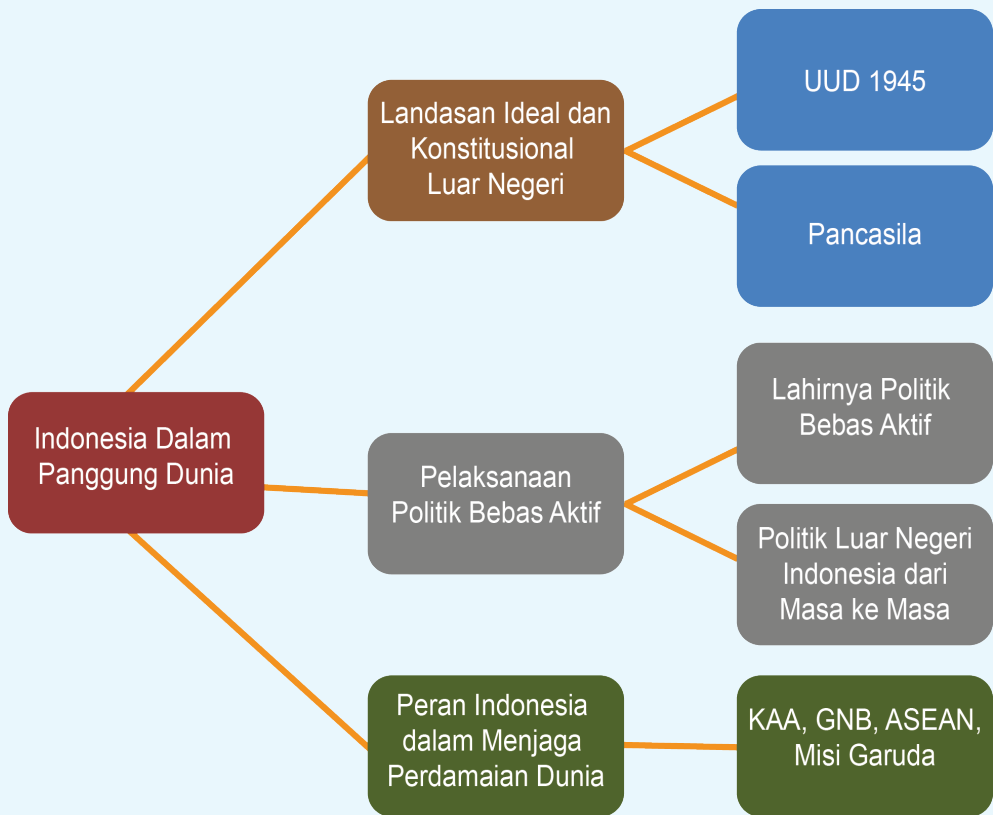 Indonesia Dalam
Panggung Dunia
Landasan Ideal dan
Konstitusional
Luar Negeri
UUD 1945
Pancasila
Pelaksanaan
Politik Bebas Aktif
Lahirnya Politik
Bebas Aktif
Politik Luar Negeri
Indonesia dari
Masa ke Masa
Peran Indonesia
dalam Menjaga
Perdamaian Dunia
KAA, GNB, ASEAN,
Misi Garuda